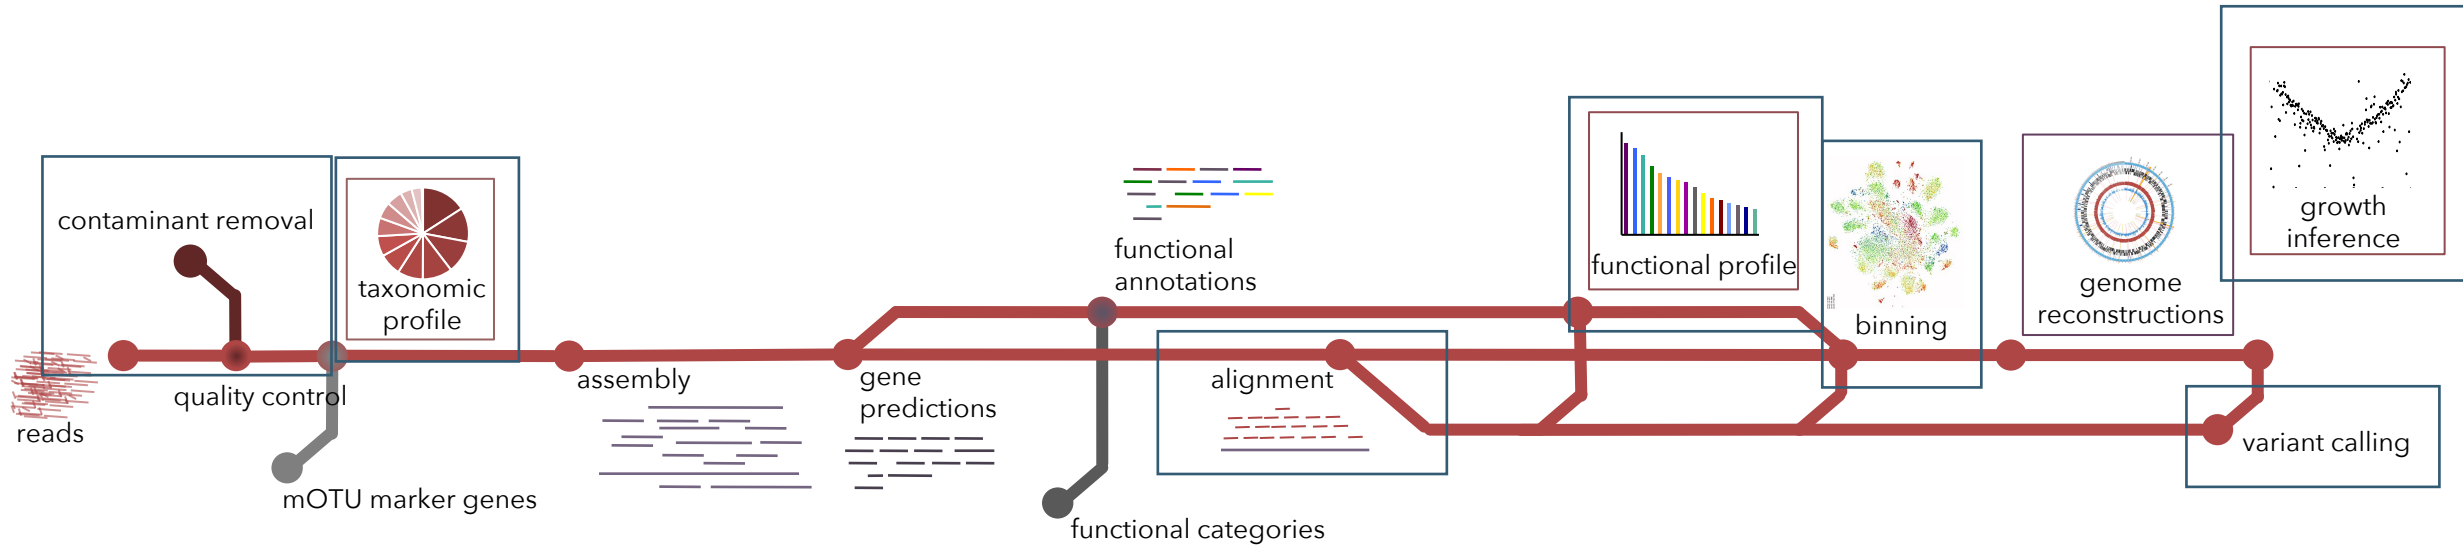 contaminant removal
taxonomic
profile
quality control
reads
mOTU marker genes
assembly
gene
predictions
functional
annotations
functional categories
alignment
functional profile
binning
genome
reconstructions
growth
inference
variant calling